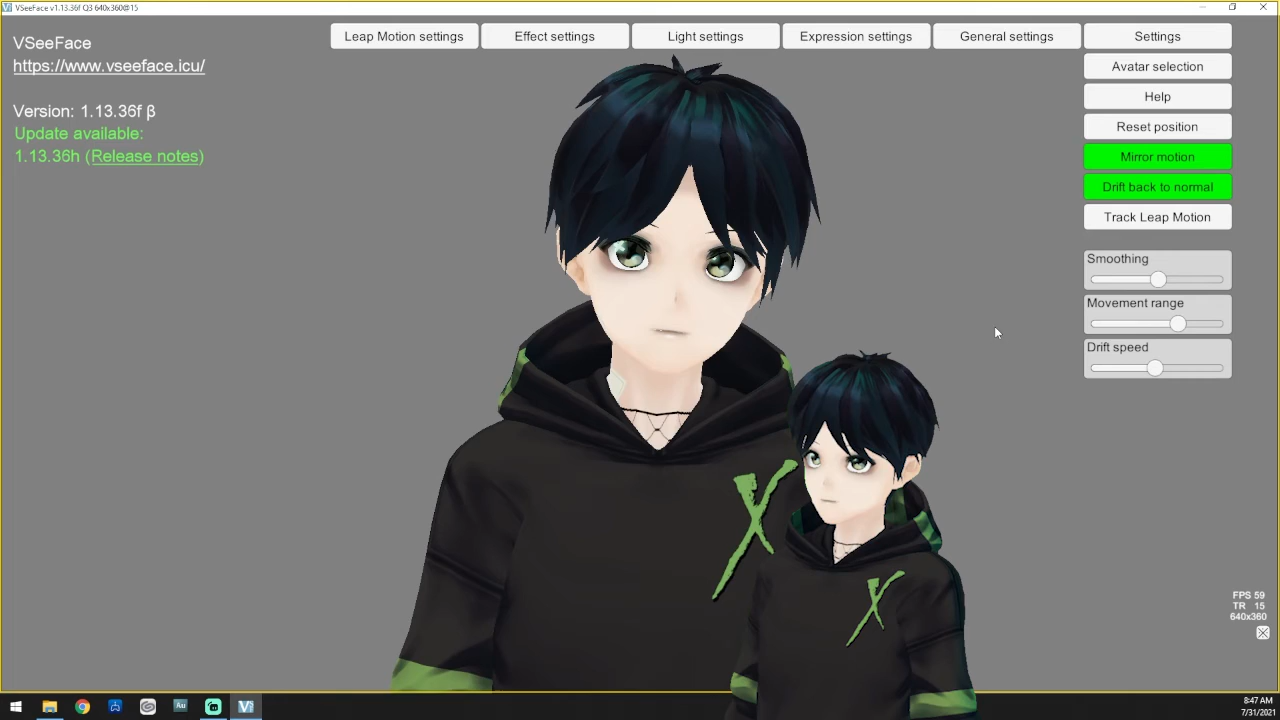 VSeeFace v1.13.36f Q3 640x360@15
VSeeFace
https://www.vseeface.icu/
Version: 1.13.36f β
Update available:
1.13.36h (Release notes)
Leap Motion settings
Effect settings
Light settings
Expression settings
General settings
Settings
Avatar selection
Help
Reset position
Mirror motion
Drift back to normal
Track Leap Motion
Smoothing
Movement range
Drift speed
X
X
FPS 59
TR 15
640x360
Au
8:47 AM
7/31/2021